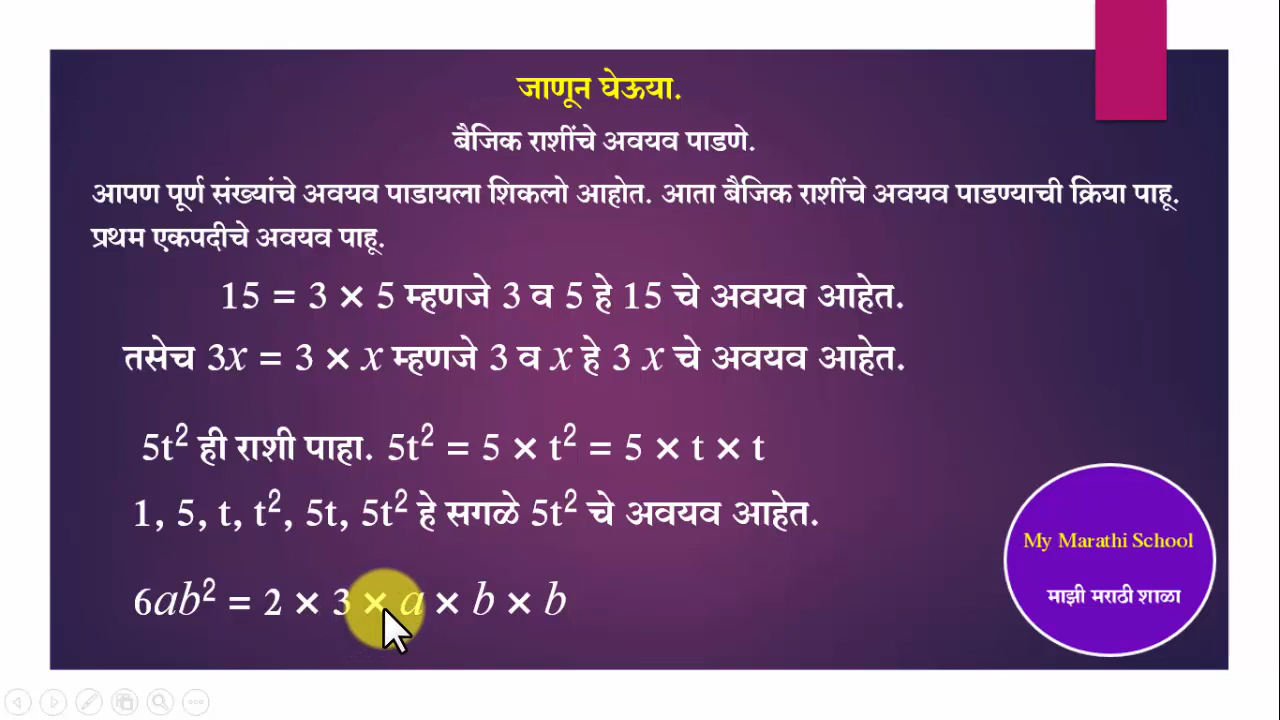 जाणून घेऊया.
बैजिक राशींचे अवयव पाडणे.
आपण पूर्ण संख्यांचे अवयव पाडायला शिकलो आहोत. आता बैजिक राशींचे अवयव पाडण्याची क्रिया पाहू.
प्रथम एकपदीचे अवयव पाहू.
15 = 3 × 5 म्हणजे 3 व 5 हे 15 चे अवयव आहेत.
तसेच 3x = 3 × x म्हणजे 3 व x हे 3 x चे अवयव आहेत.
5t² ही राशी पाहा. 5t² = 5 × t² = 5 × t × t
1, 5, t, t², 5t, 5t² हे सगळे 5t² चे अवयव आहेत.
6ab² = 2 × 3 × a × b × b
My Marathi School
माझी मराठी शाळा